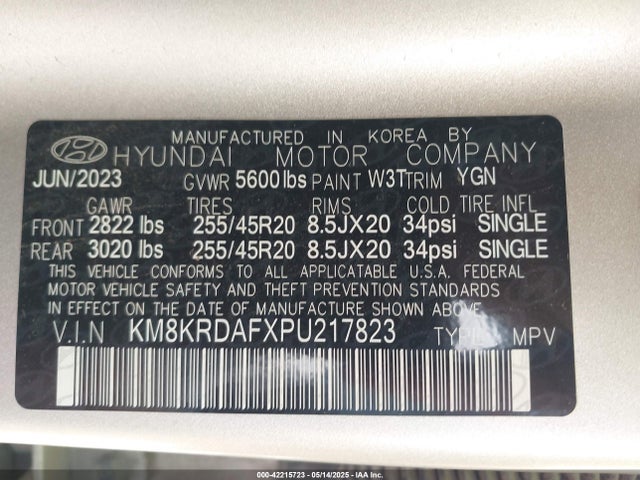 MANUFACTURED IN KOREA BY
HYUNDAI MOTOR COMPANY
JUN/2023 GVWR 5600lbs PAINT W3T TRIM YGN
GAWR TIRES RIMS COLD TIRE INFL
FRONT 2822 lbs 255/45R20 8.5JX20 34psi SINGLE
REAR 3020 lbs 255/45R20 8.5JX20 34psi SINGLE
THIS VEHICLE CONFORMS TO ALL APPLICATABLE U.S.A. FEDERAL
MOTOR VEHICLE SAFETY AND THEFT PREVENTION STANDARDS
IN EFFECT ON THE DATE OF MANUFACTURE SHOWN ABOVE.
V.I.N KM8KRDAFXPU217823 TYPE MPV
000-42215723 - 05/14/2025 - IAA Inc.